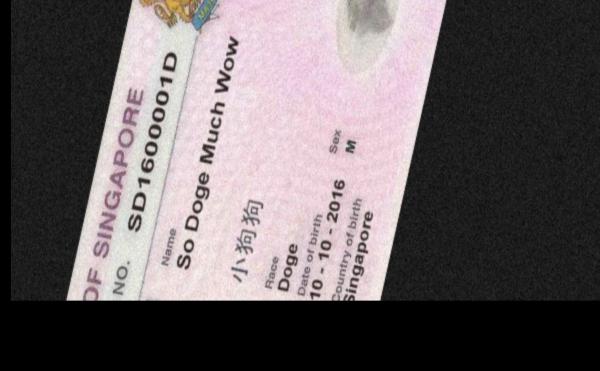 OF SINGAPORE
NO. SD1600001D
Name
So Doge Much Wow
小狗狗
Race
Doge
Date of birth
Sex
10 - 10 - 2016
M
Country of birth
Singapore